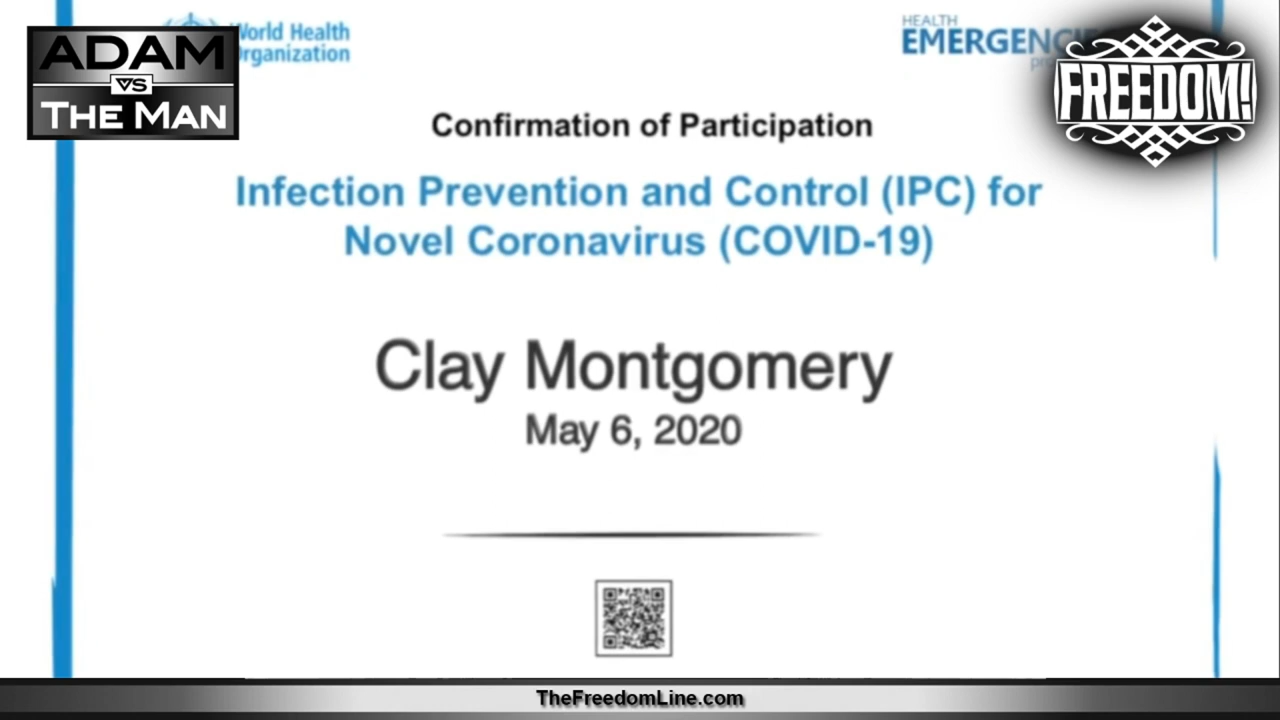 ADAM
VS
THE MAN
World Health
Organization
HEALTH
EMERGENCIES
FREEDOM!
Confirmation of Participation
Infection Prevention and Control (IPC) for
Novel Coronavirus (COVID-19)
Clay Montgomery
May 6, 2020
TheFreedomLine.com